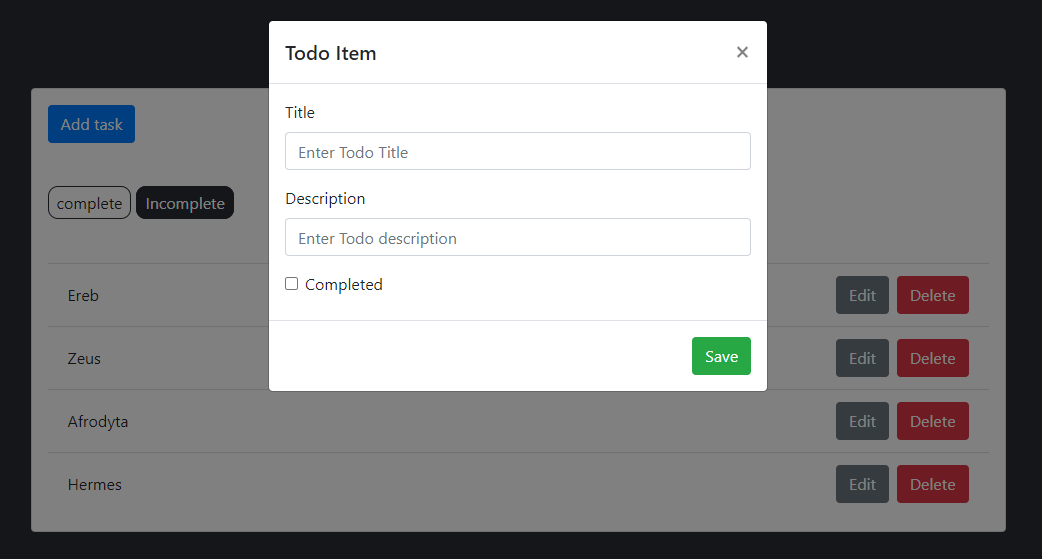 Todo Item ×
Title
Enter Todo Title
Description
Enter Todo description
Completed
Save
Add task
complete Incomplete
Ereb Edit Delete
Zeus Edit Delete
Afrodyta Edit Delete
Hermes Edit Delete